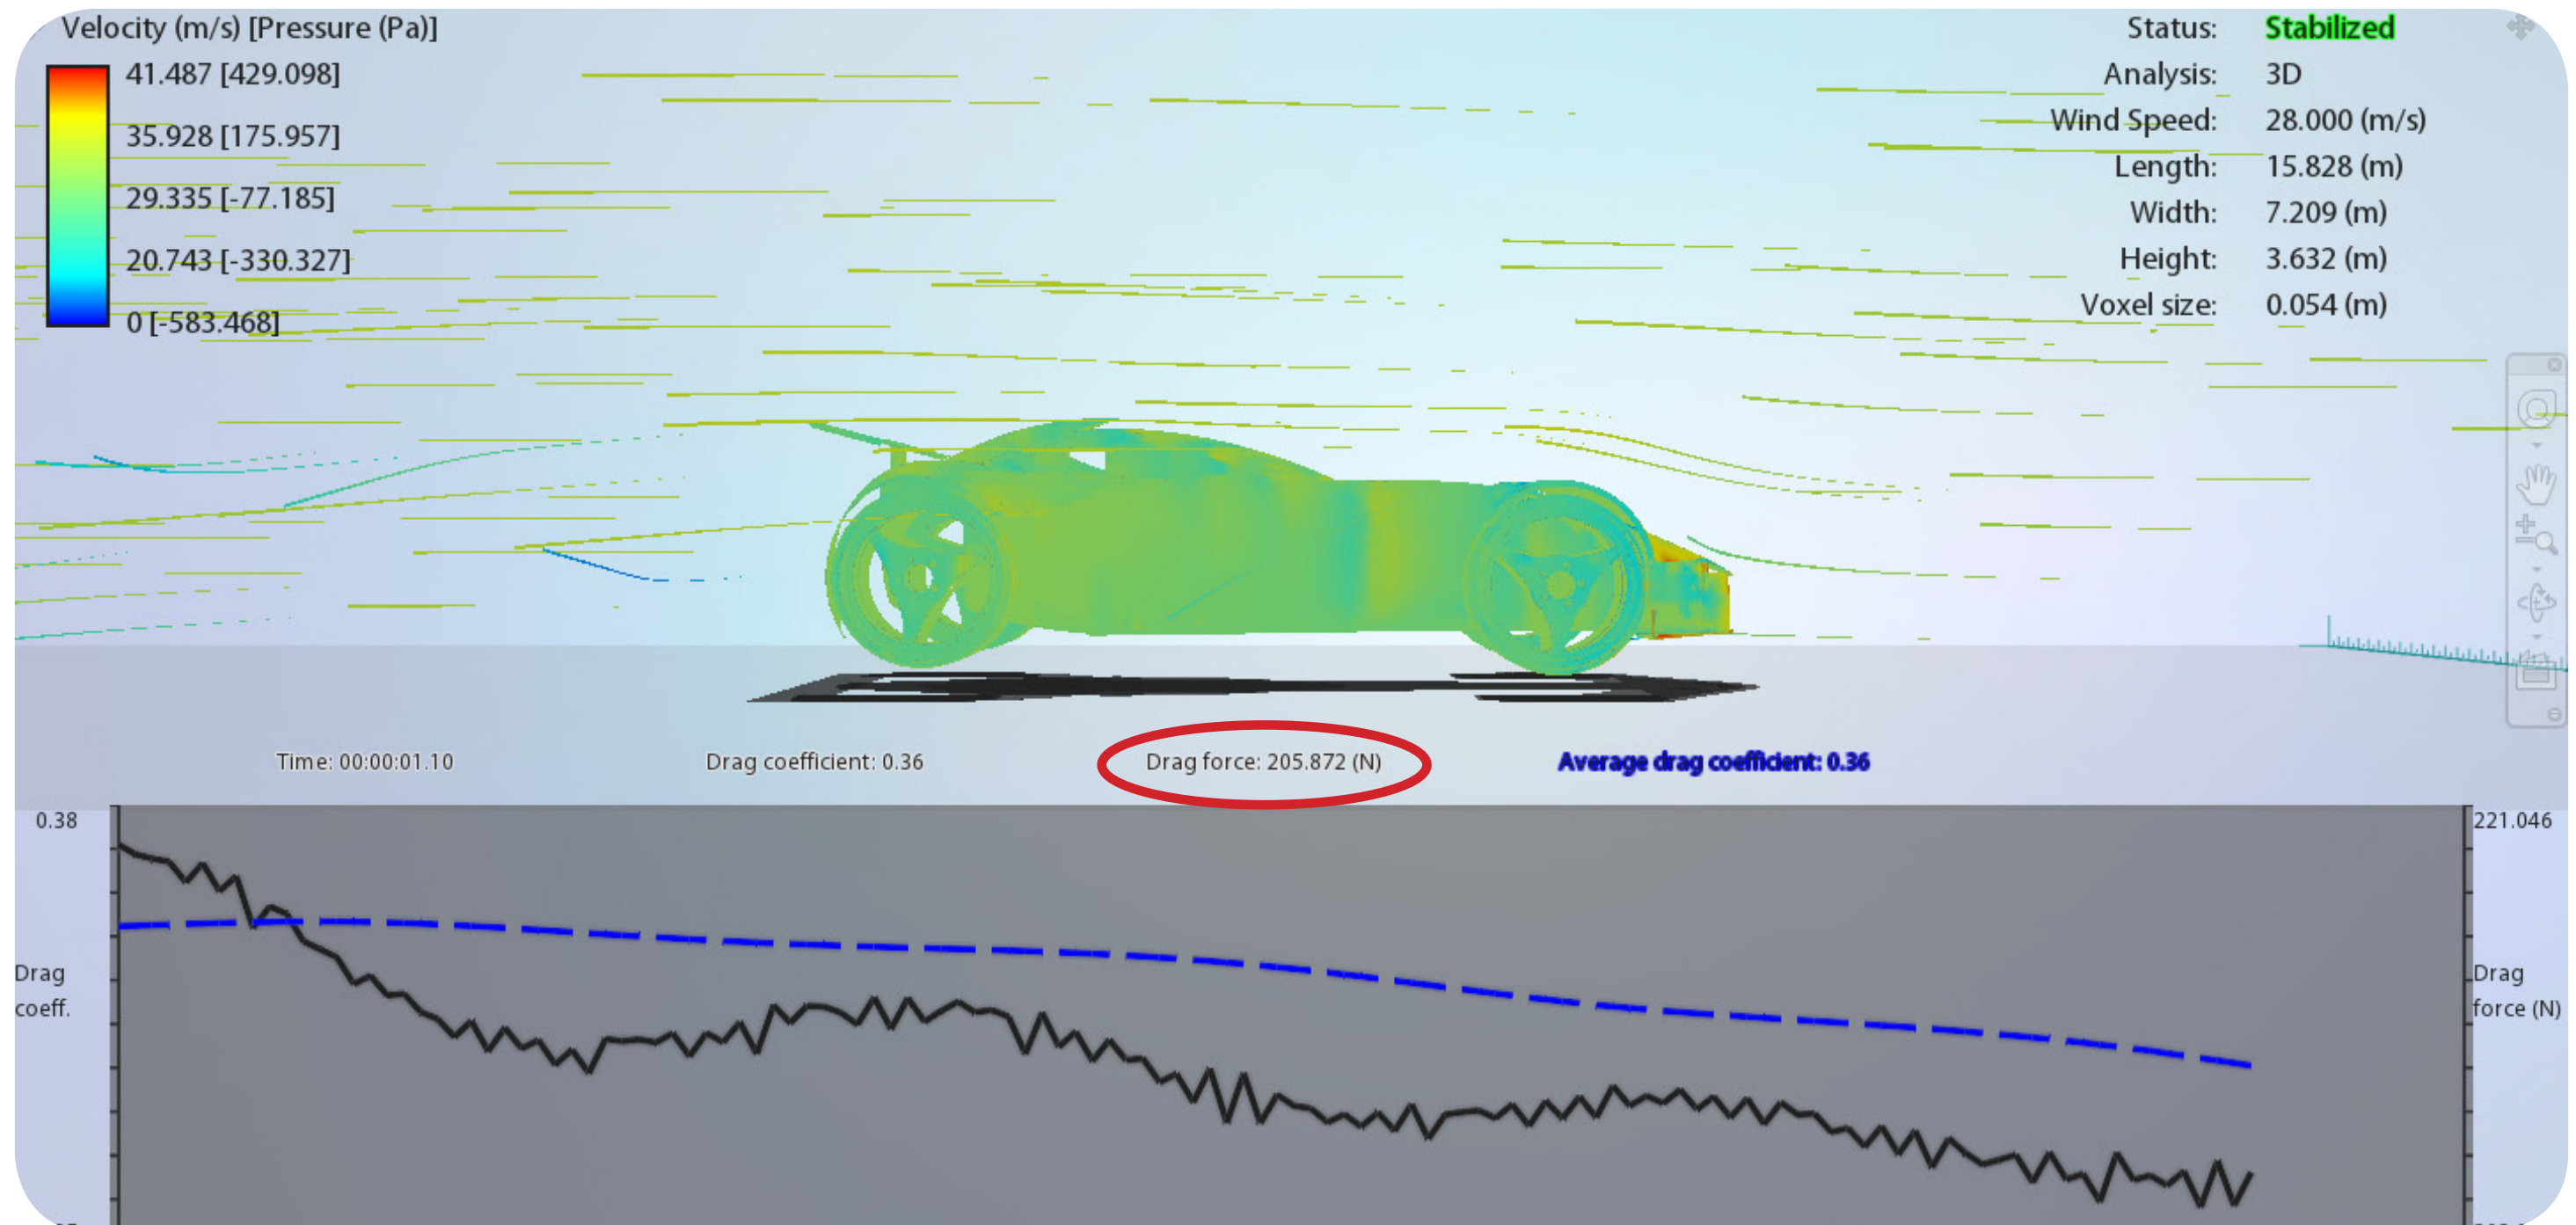 Velocity (m/s) [Pressure (Pa)]
41.487 [429.098]
35.928 [175.957]
29.335 [-77.185]
20.743 [-330.327]
0 [-583.468]
Status: Stabilized
Analysis: 3D
Wind Speed: 28.000 (m/s)
Length: 15.828 (m)
Width: 7.209 (m)
Height: 3.632 (m)
Voxel size: 0.054 (m)
Time: 00:00:01.10
Drag coefficient: 0.36
Drag force: 205.872 (N)
Average drag coefficient: 0.36
0.38
221.046
Drag
coeff.
Drag
force (N)